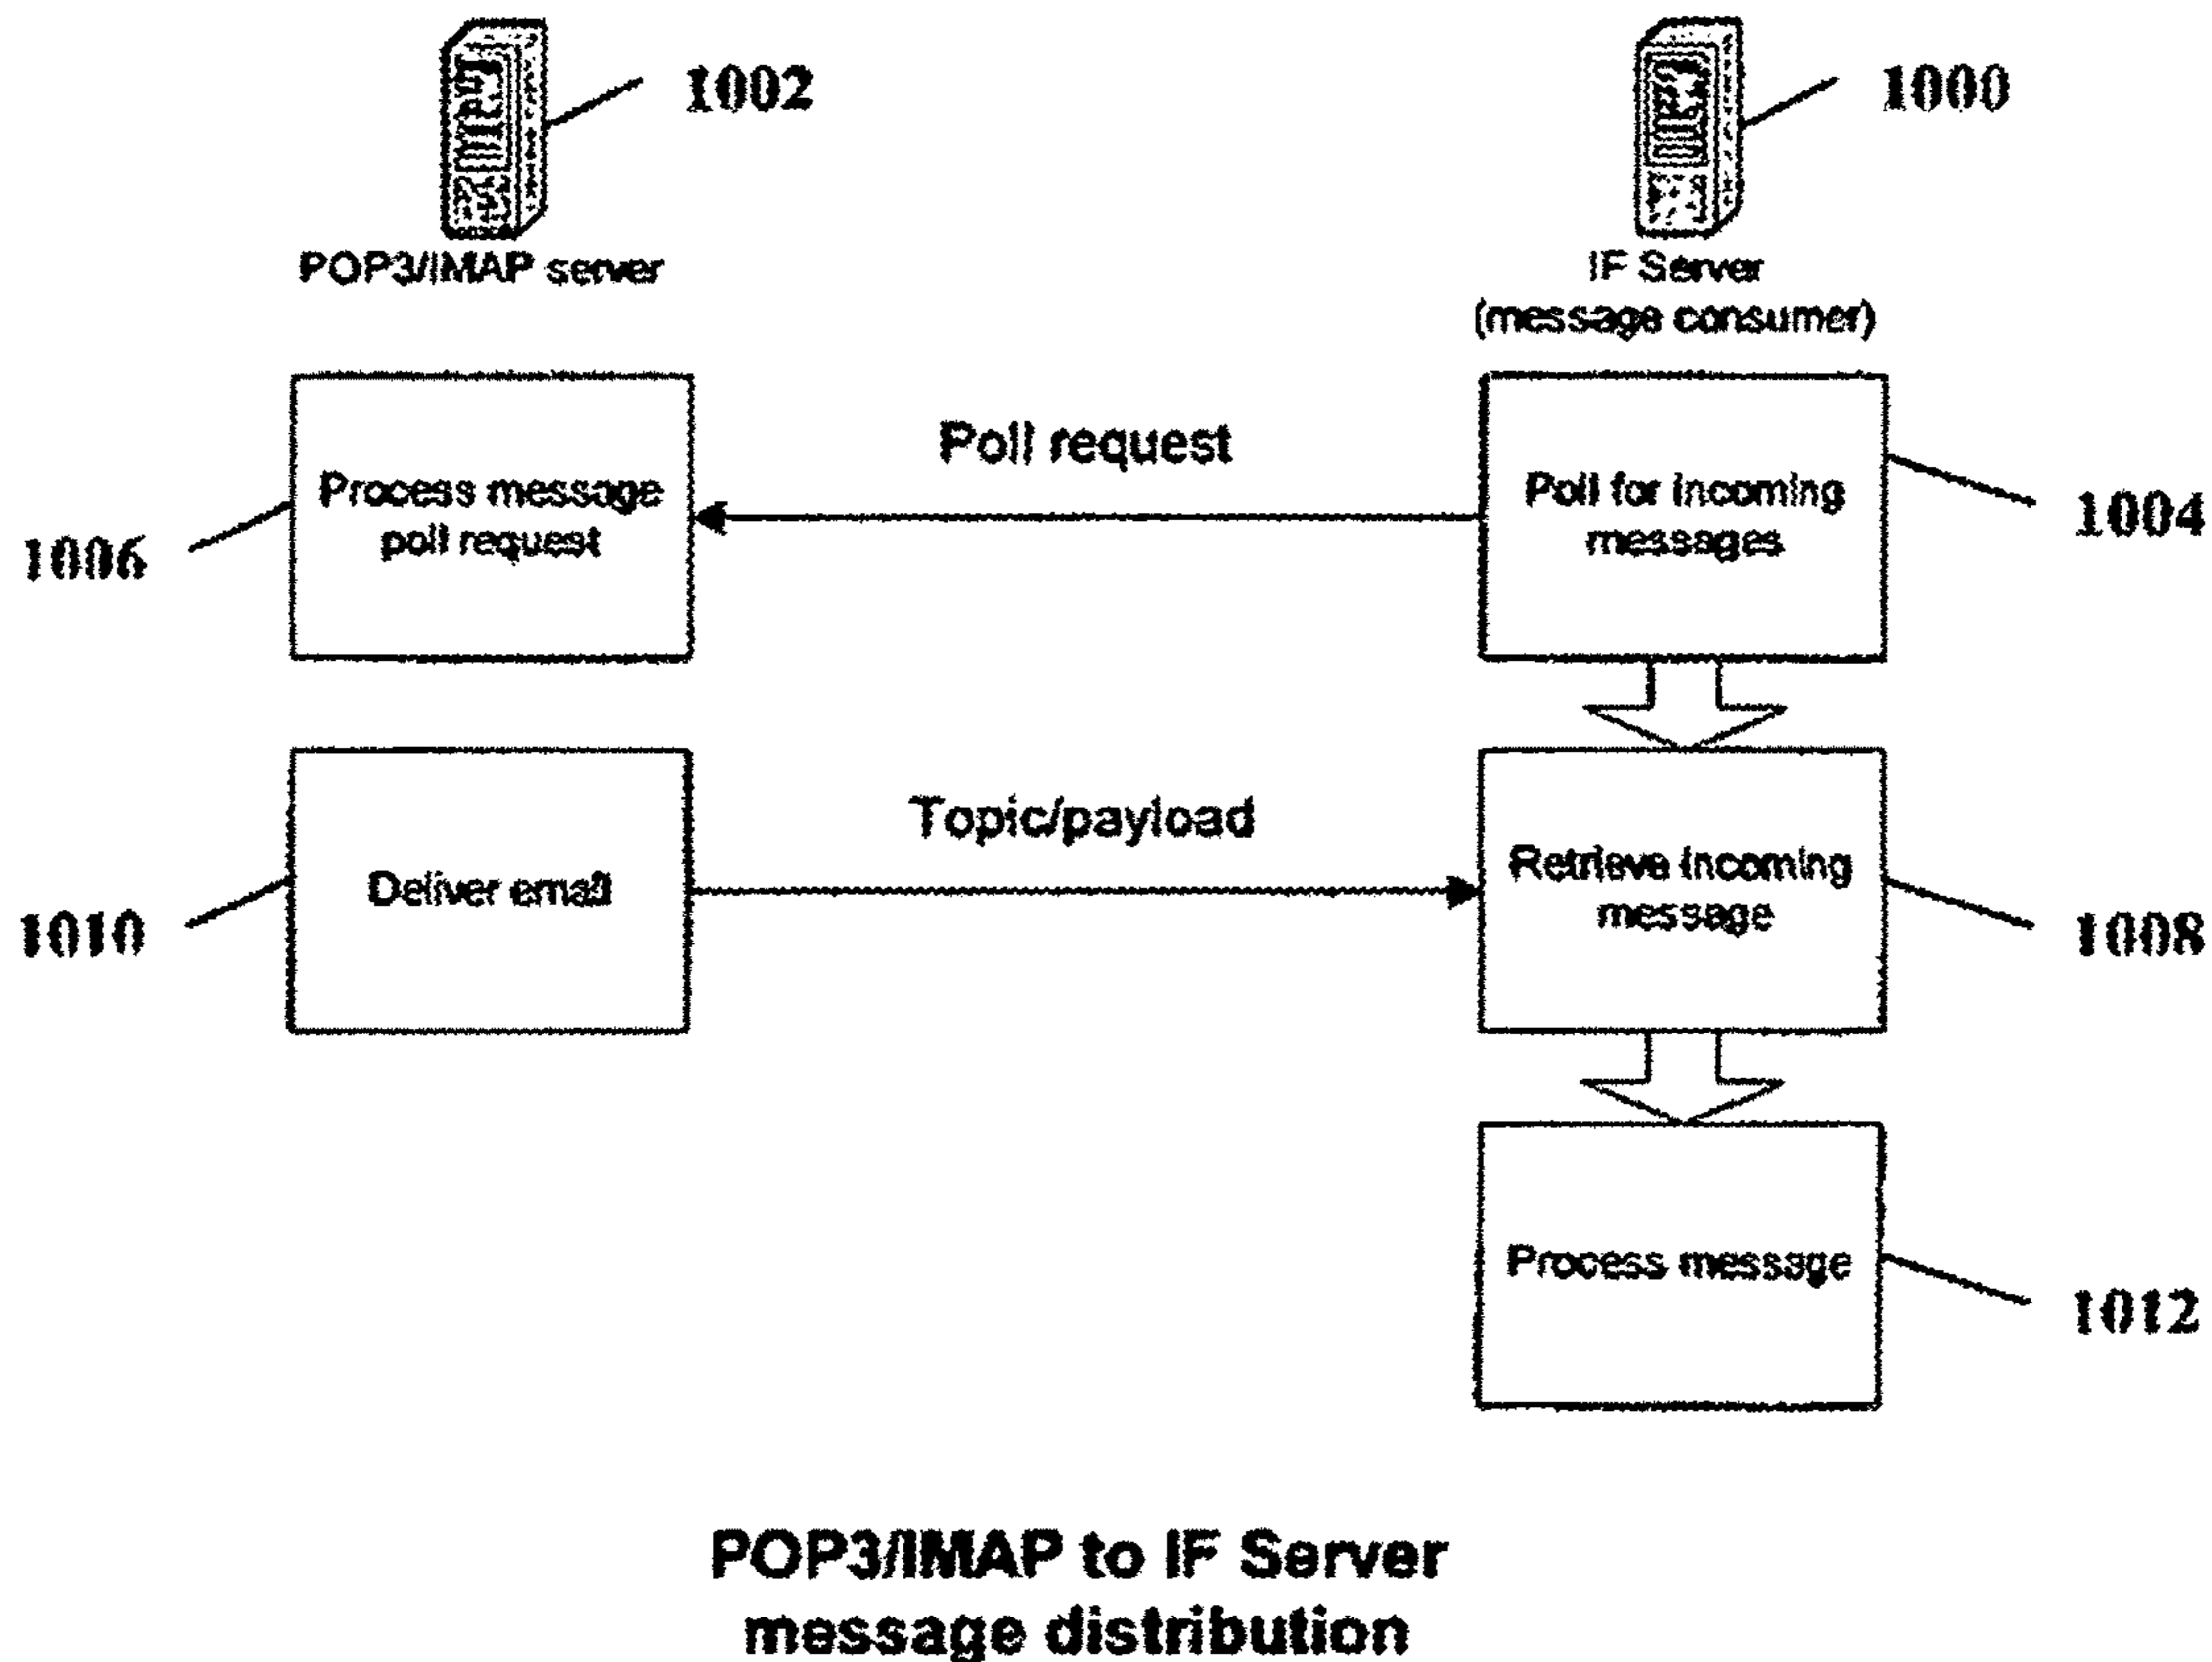 1002
1000
POP3/IMAP server
IF Server
(message consumer)
Poll request
Process message
poll request
Poll for incoming
messages
1006
1004
Topic/payload
Deliver email
Retrieve incoming
message
1010
1008
Process message
1012
POP3/IMAP to IF Server
message distribution